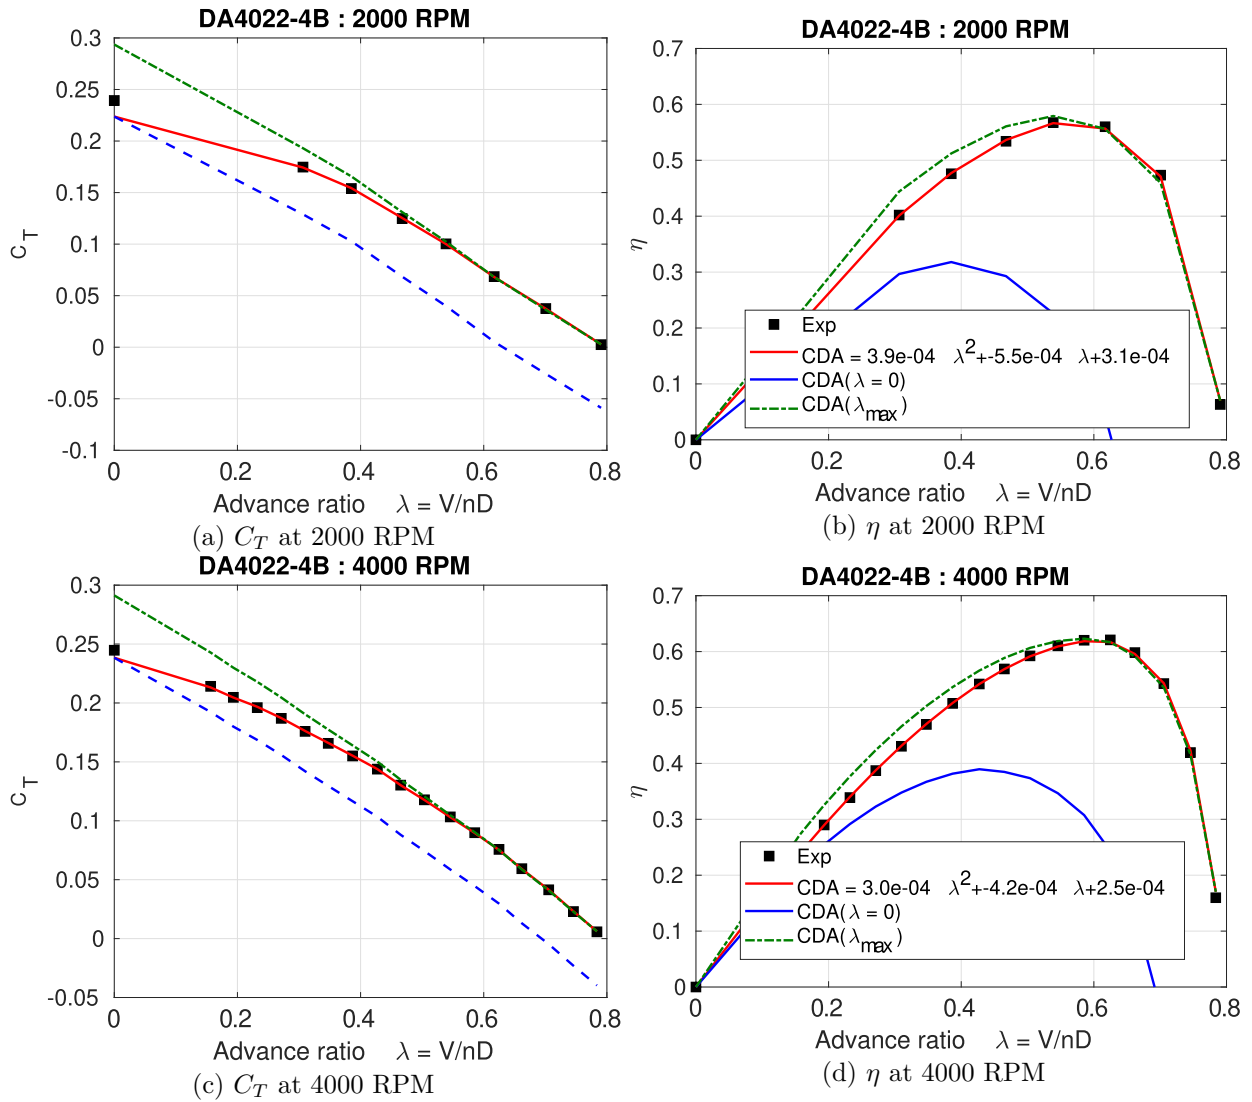 DA4022-4B : 2000 RPM
0.3
0.25
0.2
0.15
0.1
0.05
0
-0.05
-0.1
c_T
0 0.2 0.4 0.6 0.8
Advance ratio λ = V/nD
(a) C_T at 2000 RPM
DA4022-4B : 2000 RPM
0.7
0.6
0.5
0.4
0.3
0.2
0.1
0
η
Exp
CDA = 3.9e-04 λ^2+-5.5e-04 λ+3.1e-04
CDA(λ = 0)
CDA(λ_max)
0 0.2 0.4 0.6 0.8
Advance ratio λ = V/nD
(b) η at 2000 RPM
DA4022-4B : 4000 RPM
0.3
0.25
0.2
0.15
0.1
0.05
0
-0.05
c_T
0 0.2 0.4 0.6 0.8
Advance ratio λ = V/nD
(c) C_T at 4000 RPM
DA4022-4B : 4000 RPM
0.7
0.6
0.5
0.4
0.3
0.2
0.1
0
η
Exp
CDA = 3.0e-04 λ^2+-4.2e-04 λ+2.5e-04
CDA(λ = 0)
CDA(λ_max)
0 0.2 0.4 0.6 0.8
Advance ratio λ = V/nD
(d) η at 4000 RPM